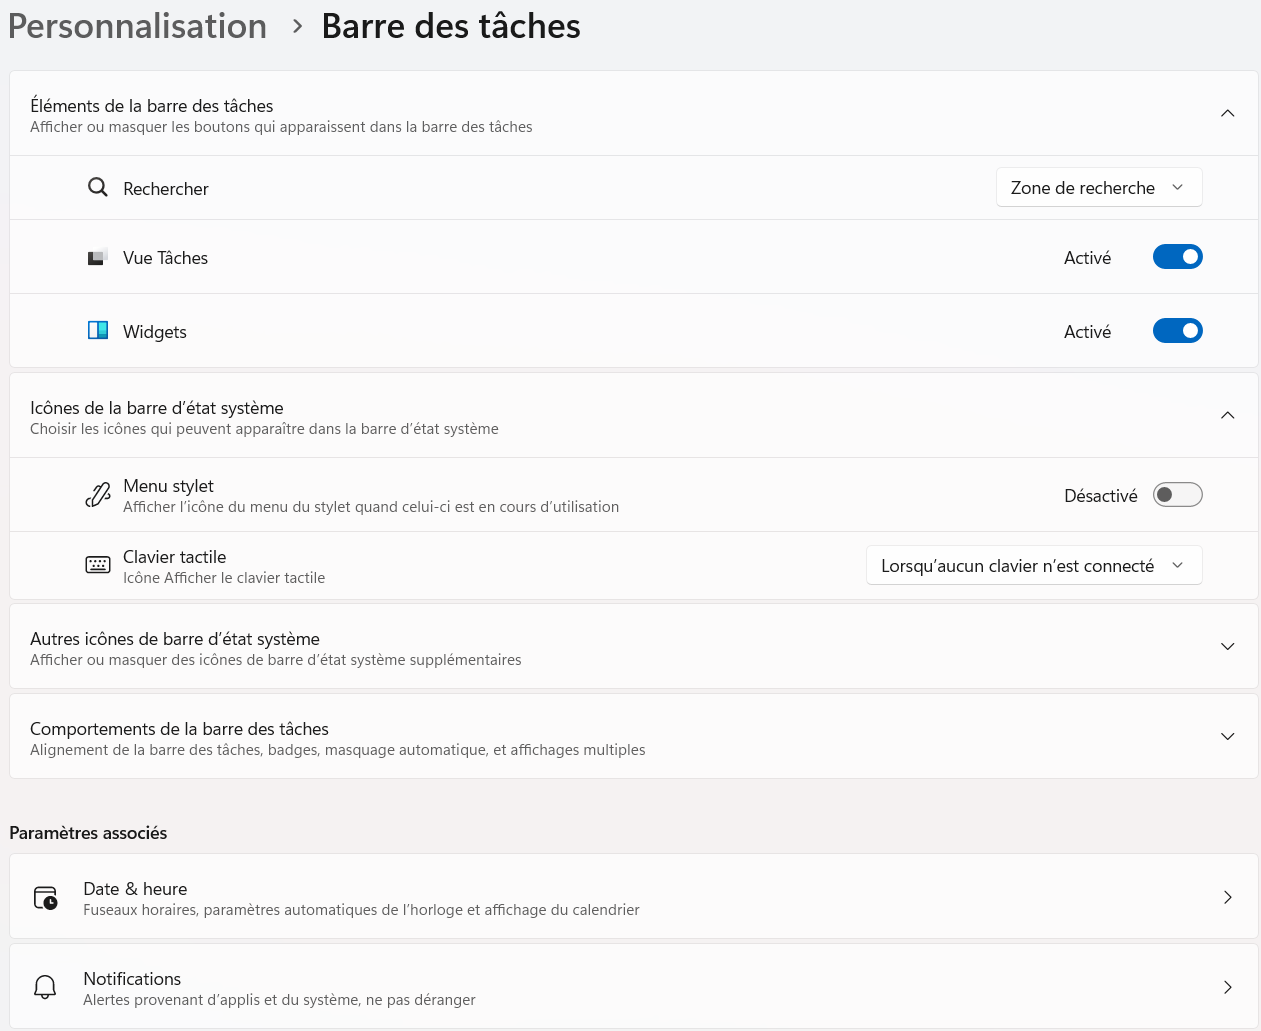 Personnalisation > Barre des tâches
Éléments de la barre des tâches
Afficher ou masquer les boutons qui apparaissent dans la barre des tâches
Rechercher
Zone de recherche
Vue Tâches
Activé
Widgets
Activé
Icônes de la barre d’état système
Choisir les icônes qui peuvent apparaître dans la barre d’état système
Menu stylet
Afficher l’icône du menu du stylet quand celui-ci est en cours d’utilisation
Désactivé
Clavier tactile
Icône Afficher le clavier tactile
Lorsqu’aucun clavier n’est connecté
Autres icônes de barre d’état système
Afficher ou masquer des icônes de barre d’état système supplémentaires
Comportements de la barre des tâches
Alignement de la barre des tâches, badges, masquage automatique, et affichages multiples
Paramètres associés
Date & heure
Fuseaux horaires, paramètres automatiques de l’horloge et affichage du calendrier
Notifications
Alertes provenant d’applis et du système, ne pas déranger